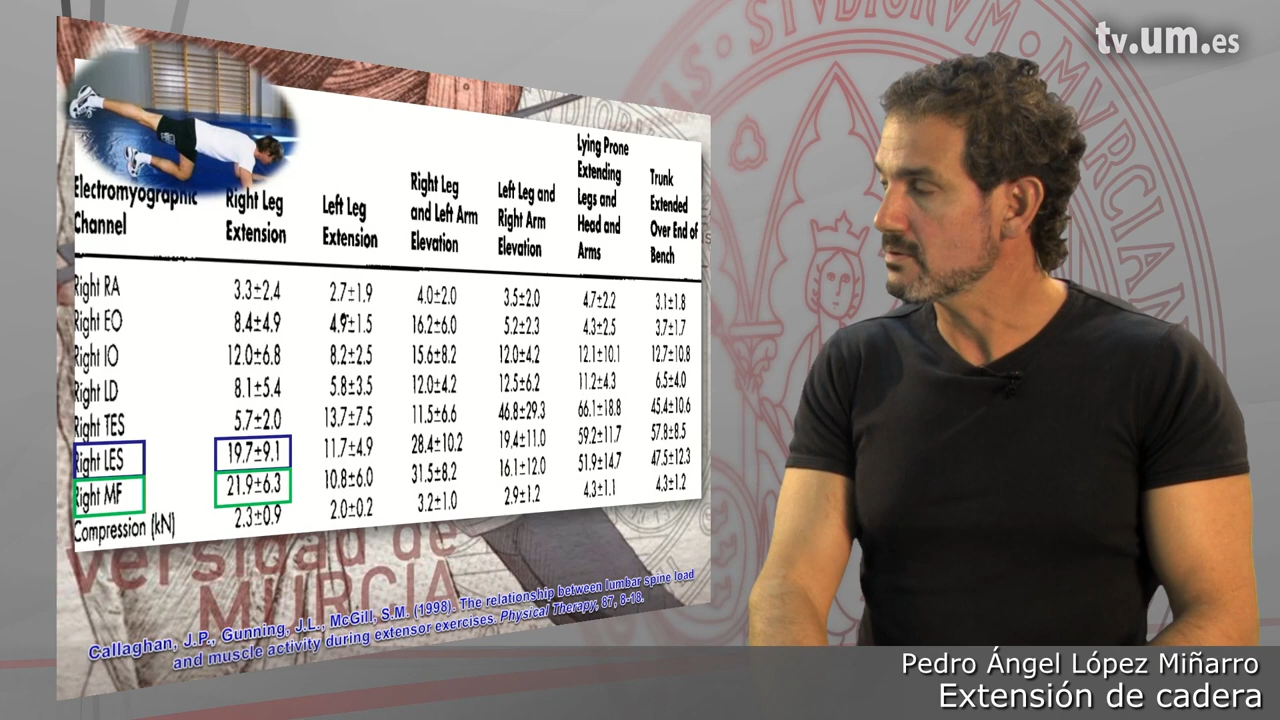 tv.um.es
STVDIORVM
MVRCIAN
Electromyographic Channel
Right Leg Extension
Left Leg Extension
Right Leg and Left Arm Elevation
Left Leg and Right Arm Elevation
Lying Prone Extending Legs and Head and Arms
Trunk Extended Over End of Bench
Right RA 3.3±2.4 2.7±1.9 4.0±2.0 3.5±2.0 4.7±2.2 3.1±1.8
Right EO 8.4±4.9 4.9±1.5 16.2±6.0 5.2±2.3 4.3±2.5 3.7±1.7
Right IO 12.0±6.8 8.2±2.5 15.6±8.2 12.0±4.2 12.1±10.1 12.7±10.8
Right LD 8.1±5.4 5.8±3.5 12.0±4.2 12.5±6.2 11.2±4.3 6.5±4.0
Right TES 5.7±2.0 13.7±7.5 11.5±6.6 46.8±29.3 66.1±18.8 45.4±10.6
Right LES 19.7±9.1 11.7±4.9 28.4±10.2 19.4±11.0 59.2±11.7 57.8±8.5
Right MF 21.9±6.3 10.8±6.0 31.5±8.2 16.1±12.0 51.9±14.7 47.5±12.3
Compression (kN) 2.3±0.9 2.0±0.2 3.2±1.0 2.9±1.2 4.3±1.1 4.3±1.2
versidad de
MURCIA
Callaghan, J.P., Gunning, J.L., McGill, S.M. (1998). The relationship between lumbar spine load
and muscle activity during extensor exercises. Physical Therapy, 87, 8-18.
Pedro Ángel López Miñarro
Extensión de cadera